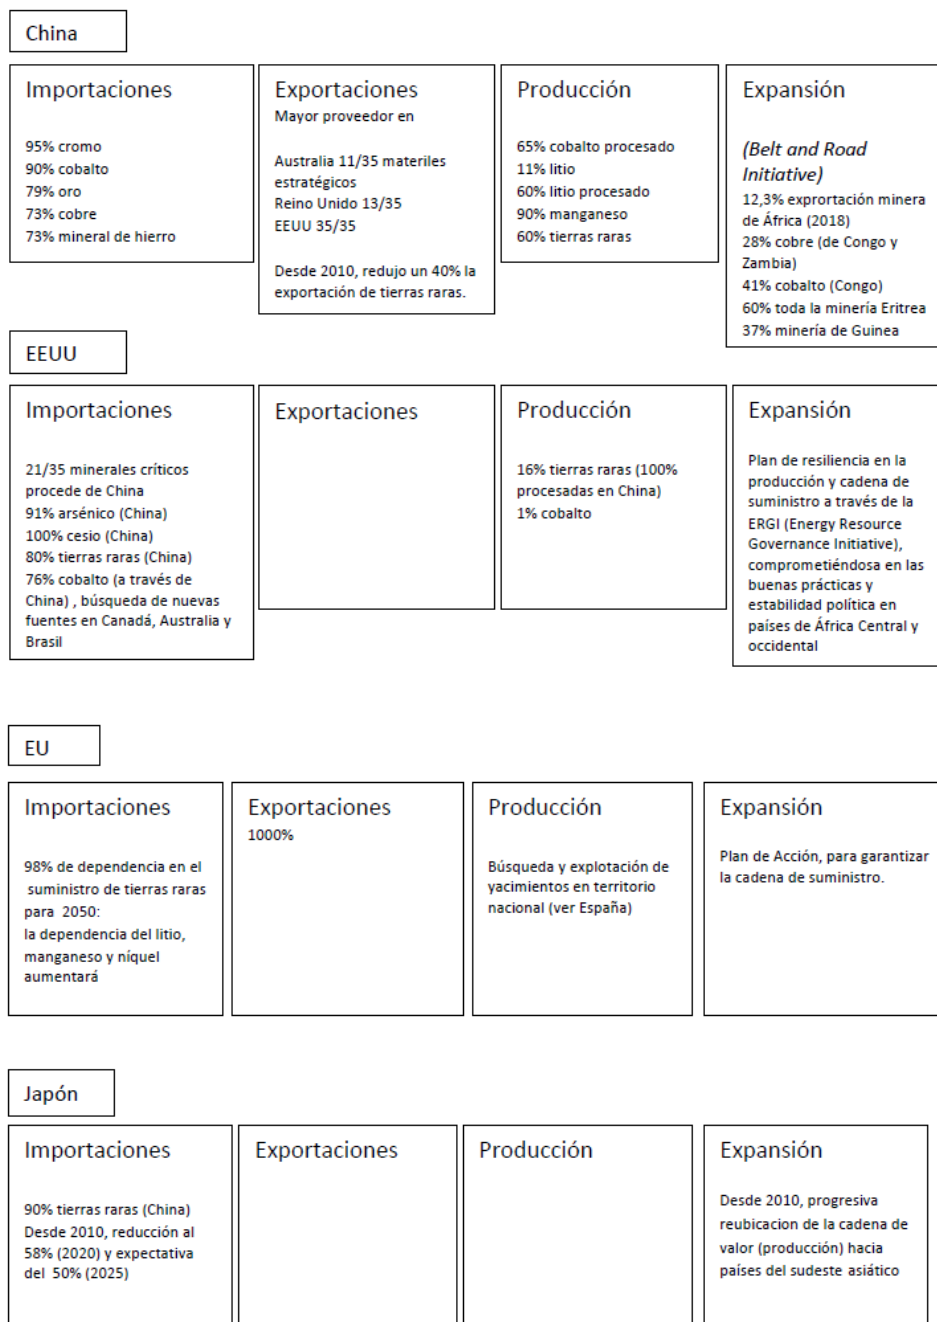 China
Importaciones
95% cromo
90% cobalto
79% oro
73% cobre
73% mineral de hierro
Exportaciones
Mayor proveedor en
Australia 11/35 materiles
estratégicos
Reino Unido 13/35
EEUU 35/35
Desde 2010, redujo un 40% la
exportación de tierras raras.
Producción
65% cobalto procesado
11% litio
60% litio procesado
90% manganeso
60% tierras raras
Expansión
(Belt and Road
Initiative)
12,3% exprortación minera
de África (2018)
28% cobre (de Congo y
Zambia)
41% cobalto (Congo)
60% toda la minería Eritrea
37% minería de Guinea
EEUU
Importaciones
21/35 minerales críticos
procede de China
91% arsénico (China)
100% cesio (China)
80% tierras raras (China)
76% cobalto (a través de
China) , búsqueda de nuevas
fuentes en Canadá, Australia y
Brasil
Exportaciones
Producción
16% tierras raras (100%
procesadas en China)
1% cobalto
Expansión
Plan de resiliencia en la
producción y cadena de
suministro a través de la
ERGI (Energy Resource
Governance Initiative),
comprometiéndosa en las
buenas prácticas y
estabilidad política en
países de África Central y
occidental
EU
Importaciones
98% de dependencia en el
suministro de tierras raras
para 2050:
la dependencia del litio,
manganeso y níquel
aumentará
Exportaciones
1000%
Producción
Búsqueda y explotación de
yacimientos en territorio
nacional (ver España)
Expansión
Plan de Acción, para garantizar
la cadena de suministro.
Japón
Importaciones
90% tierras raras (China)
Desde 2010, reducción al
58% (2020) y expectativa
del 50% (2025)
Exportaciones
Producción
Expansión
Desde 2010, progresiva
reubicacion de la cadena de
valor (producción) hacia
países del sudeste asiático